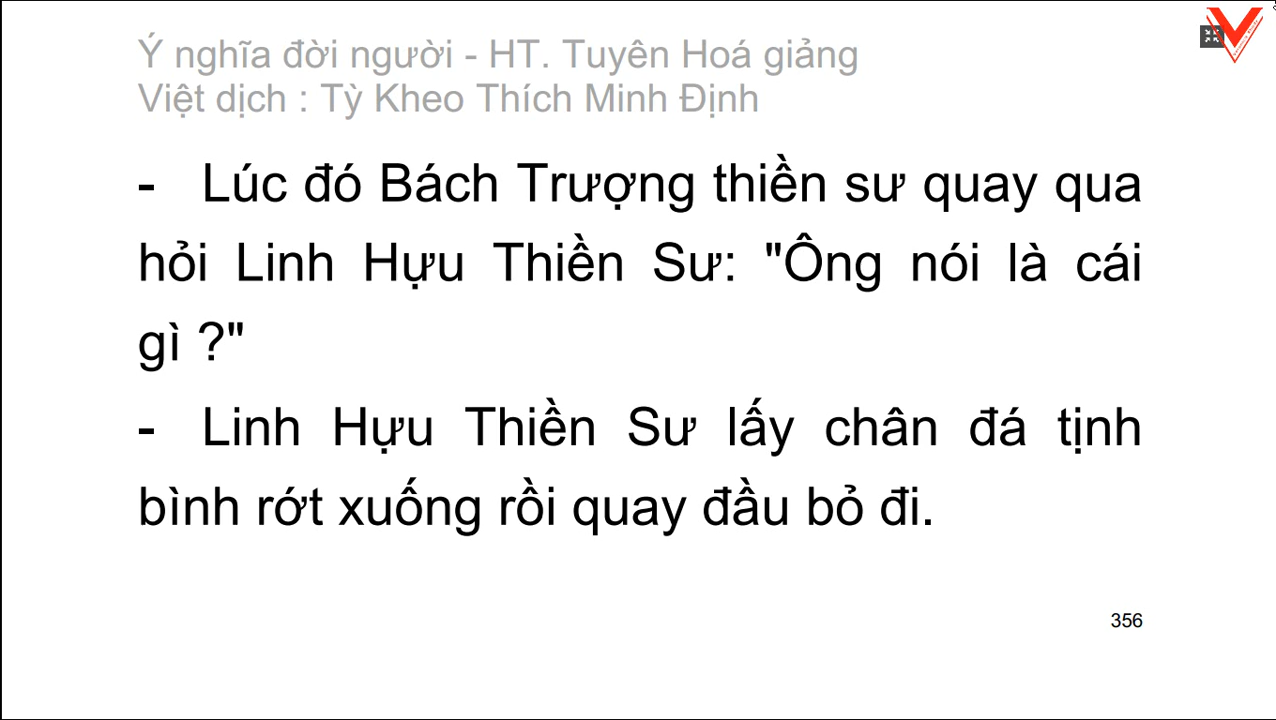 Ý nghĩa đời người - HT. Tuyên Hoá giảng
Việt dịch : Tỳ Kheo Thích Minh Định
- Lúc đó Bách Trượng thiền sư quay qua
hỏi Linh Hựu Thiền Sư: "Ông nói là cái
gì ?"
- Linh Hựu Thiền Sư lấy chân đá tịnh
bình rớt xuống rồi quay đầu bỏ đi.
356